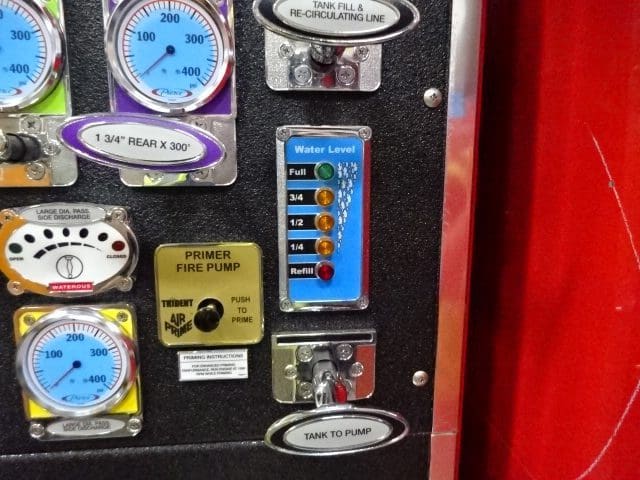 TANK FILL &
RE-CIRCULATING LINE
200
100
300
400
300
400
Pierce
1 3/4" REAR X 300'
Water Level
Full
3/4
1/2
1/4
Refill
LARGE DIA. PASS.
SIDE DISCHARGE
OPEN
CLOSED
WATEROUS
PRIMER
FIRE PUMP
TRIDENT
AIR
PRIME
PUSH
TO
PRIME
PRIMING INSTRUCTIONS
200
100
300
400
Pierce
LARGE DIA. PASS.
SIDE DISCHARGE
TANK TO PUMP